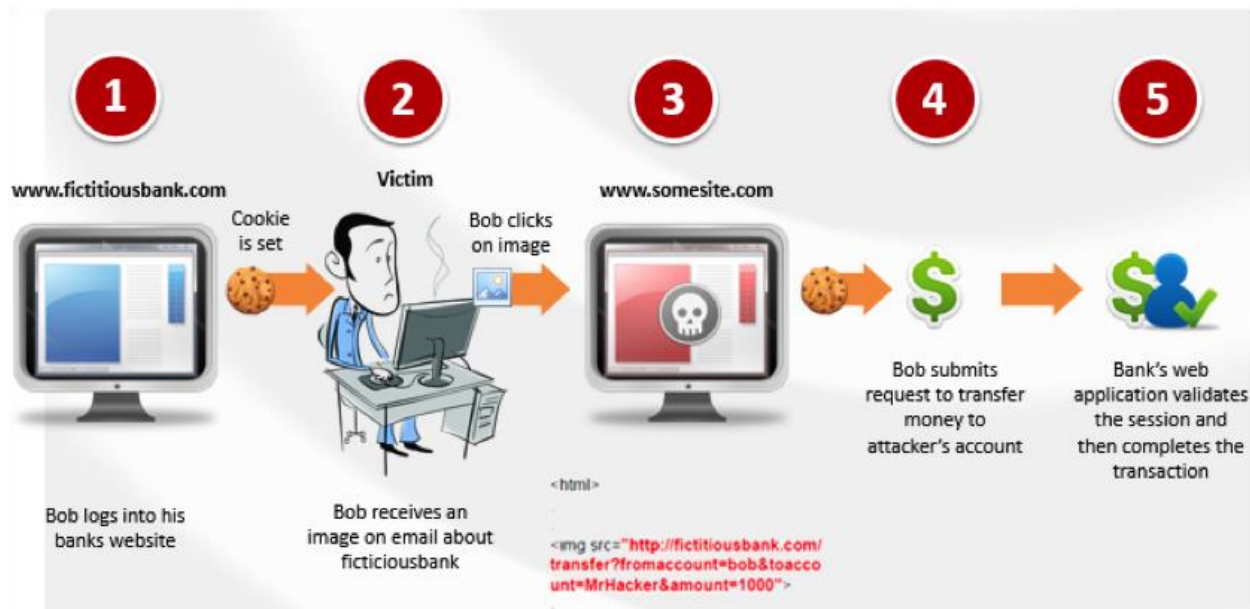 1
2
3
4
5
www.fictitiousbank.com
Cookie
is set
Victim
Bob clicks
on image
www.somesite.com
Bob logs into his
banks website
Bob receives an
image on email about
ficticiousbank
<html>
.
.
<img src="http://fictitiousbank.com/
transfer?fromaccount=bob&toacco
unt=MrHacker&amount=1000">
.
Bob submits
request to transfer
money to
attacker's account
Bank's web
application validates
the session and
then completes the
transaction